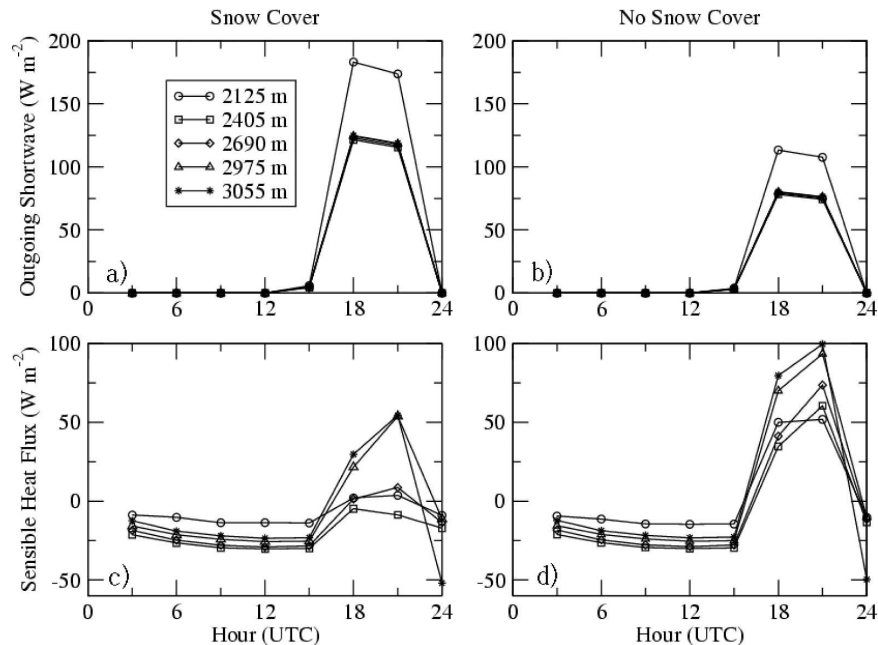 Snow Cover
No Snow Cover
Outgoing Shortwave (W m⁻²)
200
150
100
50
0
2125 m
2405 m
2690 m
2975 m
3055 m
a)
0
6
12
18
24
200
150
100
50
0
b)
0
6
12
18
24
Sensible Heat Flux (W m⁻²)
100
50
0
-50
c)
0
6
12
18
24
Hour (UTC)
100
50
0
-50
d)
0
6
12
18
24
Hour (UTC)